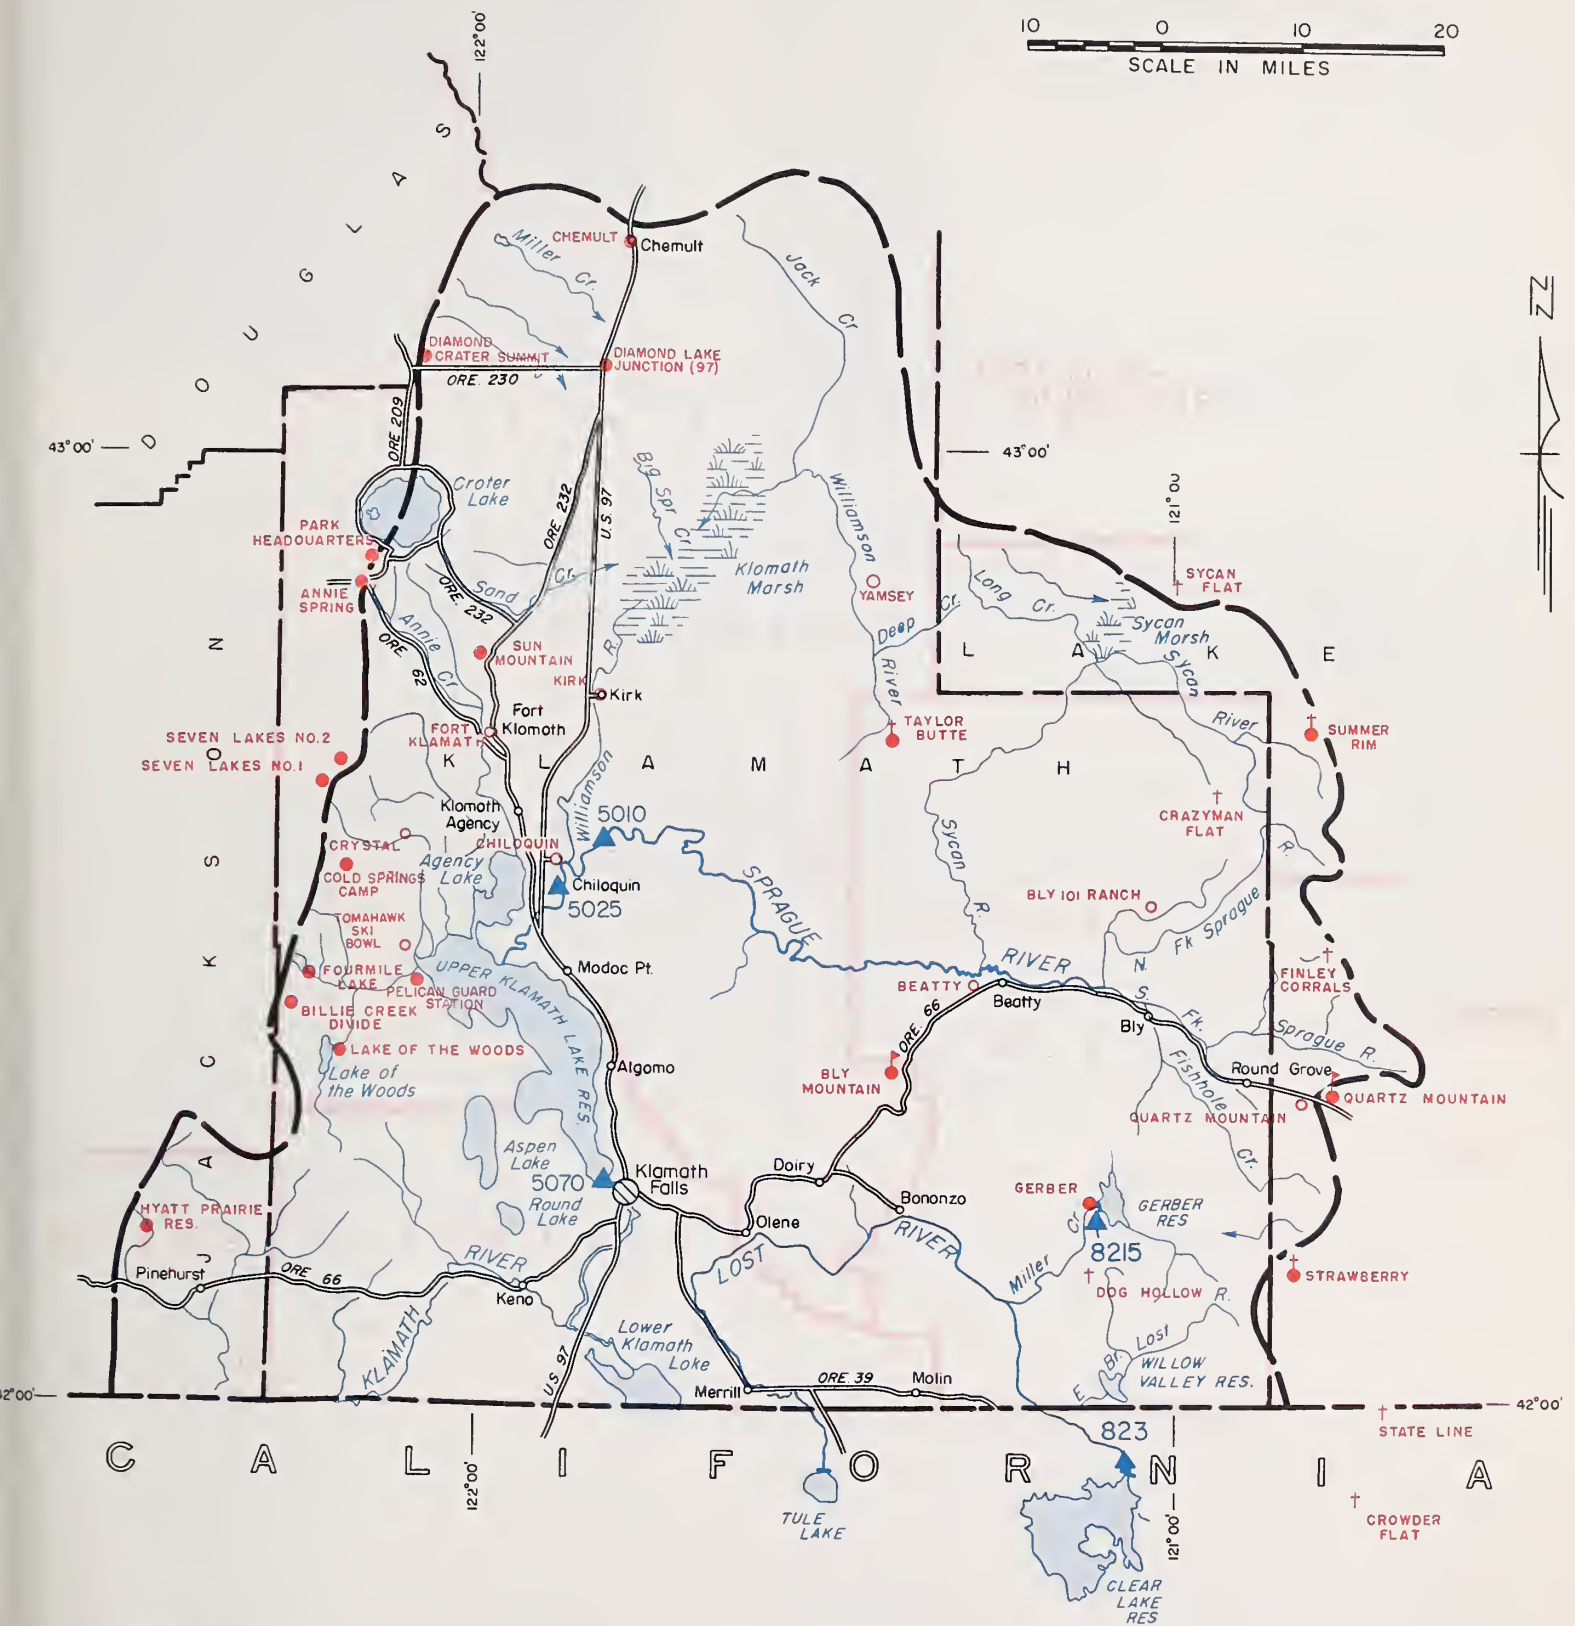 10 0 10 20
SCALE IN MILES
122°00'
DOUGLAS
CHEMULT
Chemult
Miller Cr.
Jack Cr
DIAMOND
CRATER SUMMIT
DIAMOND LAKE
JUNCTION (97)
ORE. 230
ORE 209
43°00'
43°00'
Crater
Lake
ORE 232
U.S. 97
Big Spr Cr
Williamson
River
121°00
PARK
HEADQUARTERS
ANNIE
SPRING
Sand Cr.
ORE. 232
Klamath
Marsh
YAMSEY
Deep Cr.
Long Cr.
SYCAN
FLAT
Sycan
Marsh
LAKE
Annie Cr
ORE 62
SUN
MOUNTAIN
KIRK
Kirk
R.
Sycan
River
Fort
Klamath
FORT
KLAMATH
TAYLOR
BUTTE
SUMMER
RIM
SEVEN LAKES NO.2
SEVEN LAKES NO.1
KLAMATH
JACKSON
Klamath
Agency
Williamson
5010
CRAZYMAN
FLAT
CRYSTAL
CHILOQUIN
Agency
Lake
COLD SPRINGS
CAMP
Chiloquin
5025
SPRAGUE
Sycan R.
BLY 101 RANCH
N. Fk Sprague R.
TOMAHAWK
SKI
BOWL
FOURMILE
LAKE
UPPER KLAMATH LAKE RES.
PELICAN GUARD
STATION
Modoc Pt.
RIVER
BEATTY
Beatty
FINLEY
CORRALS
BILLIE CREEK
DIVIDE
ORE. 66
Bly
S. Fk. Sprague R.
LAKE OF THE WOODS
Lake of
the Woods
Algoma
BLY
MOUNTAIN
Fishhole Cr.
Round Grove
QUARTZ MOUNTAIN
QUARTZ MOUNTAIN
Aspen
Lake
5070
Klamath
Falls
Dairy
Round
Lake
Bonanza
GERBER
GERBER
RES
HYATT PRAIRIE
RES.
Olene
LOST
RIVER
8215
Pinehurst
ORE 66
RIVER
Keno
Miller Cr
DOG HOLLOW
STRAWBERRY
KLAMATH
Lower
Klamath
Lake
E. Br. Lost R.
WILLOW
VALLEY RES.
U.S. 97
Merrill
ORE. 39
Malin
42°00'
42°00'
STATE LINE
CALIFORNIA
122°00'
823
TULE
LAKE
121°00'
CROWDER
FLAT
CLEAR
LAKE
RES